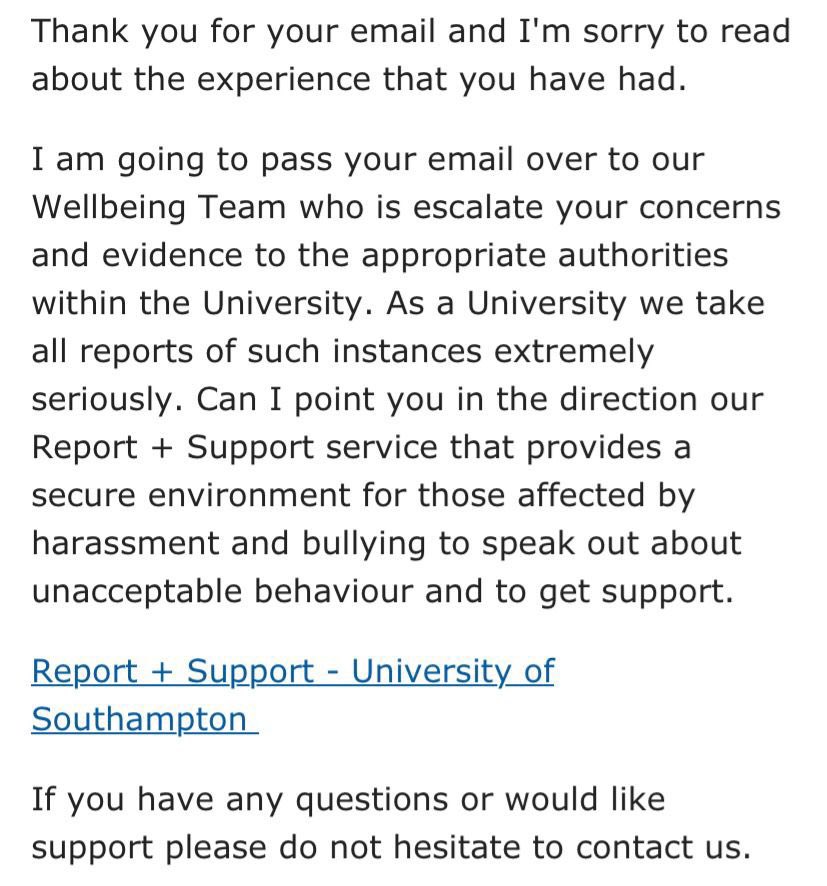 Thank you for your email and I'm sorry to read
about the experience that you have had.
I am going to pass your email over to our
Wellbeing Team who is escalate your concerns
and evidence to the appropriate authorities
within the University. As a University we take
all reports of such instances extremely
seriously. Can I point you in the direction our
Report + Support service that provides a
secure environment for those affected by
harassment and bullying to speak out about
unacceptable behaviour and to get support.
Report + Support - University of
Southampton
If you have any questions or would like
support please do not hesitate to contact us.